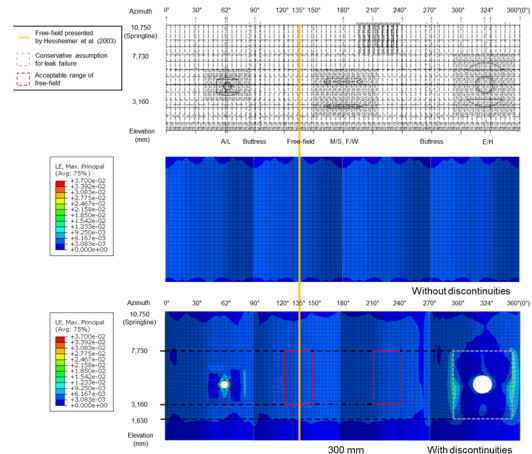 Azimuth 0° 30° 62° 90° 120° 135° 150° 180° 210° 240° 270° 300° 324° 360°(0°)
Free-field presented
by Hessheimer et al. (2003)
Conservative assumption
for leak failure
Acceptable range of
free-field
10,750
(Springline)
7,730
3,160
Elevation
(mm)
A/L Buttress Free-field M/S, F/W Buttress E/H
LE, Max. Principal
(Avg: 75%)
+3.700e-02
+3.392e-02
+3.083e-02
+2.775e-02
+2.467e-02
+2.158e-02
+1.850e-02
+1.542e-02
+1.233e-02
+9.250e-03
+6.167e-03
+3.083e-03
+0.000e+00
Without discontinuities
Azimuth 0° 30° 62° 90° 120° 135° 150° 180° 210° 240° 270° 300° 324° 360°(0°)
10,750
(Springline)
LE, Max. Principal
(Avg: 75%)
+3.700e-02
+3.392e-02
+3.083e-02
+2.775e-02
+2.467e-02
+2.158e-02
+1.850e-02
+1.542e-02
+1.233e-02
+9.250e-03
+6.167e-03
+3.083e-03
+0.000e+00
7,730
3,160
1,630
Elevation
(mm)
300 mm With discontinuities